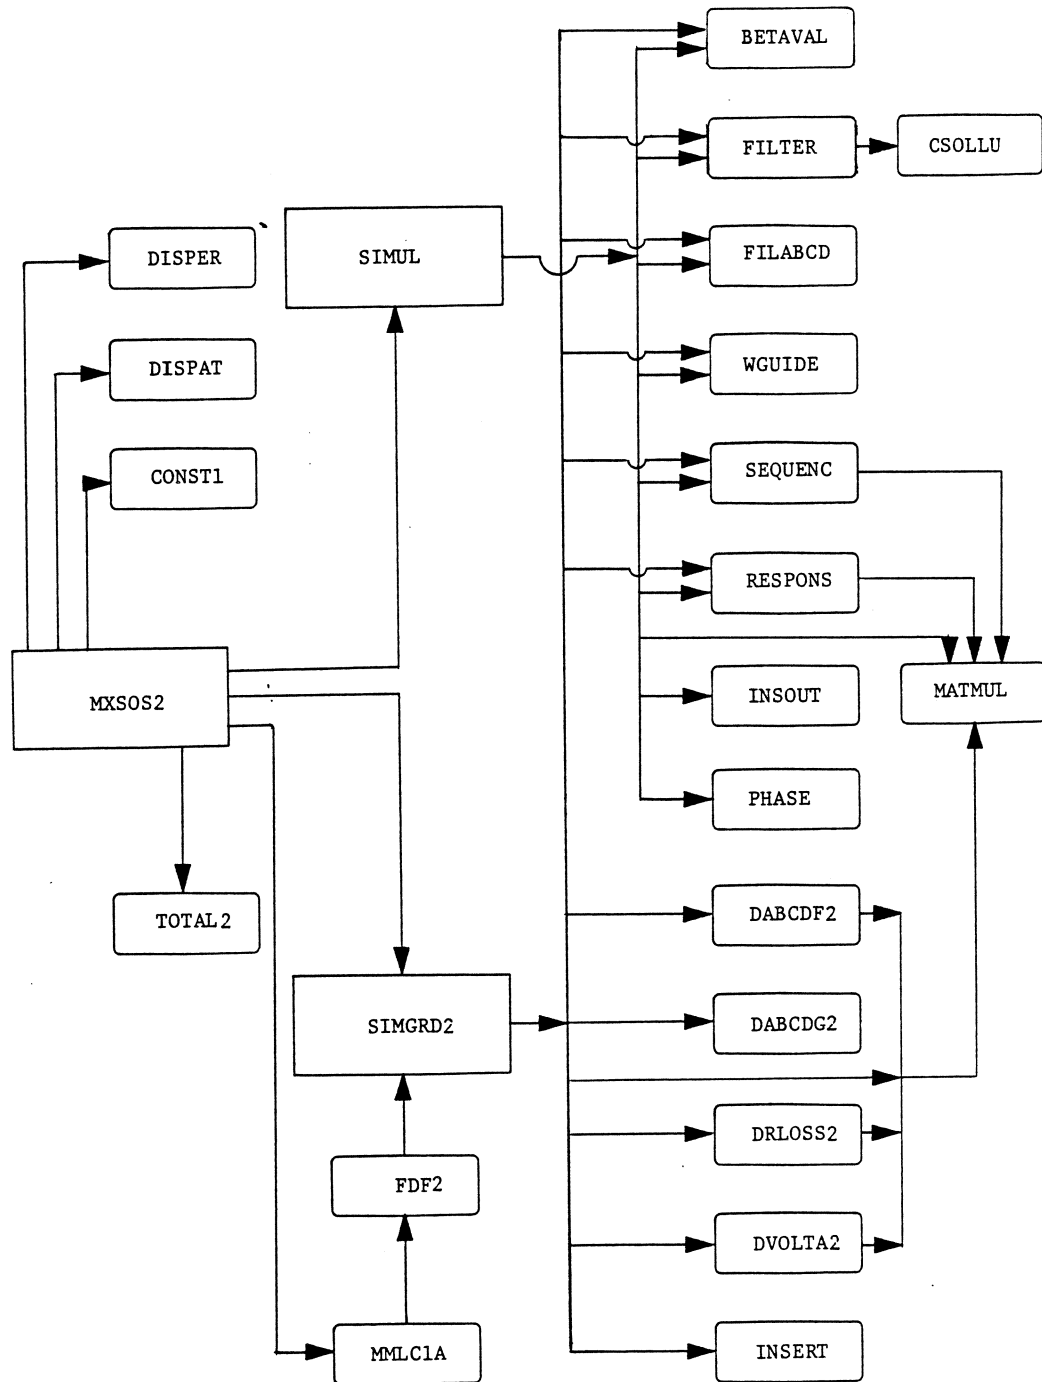 BETAVAL
FILTER
CSOLLU
DISPER
SIMUL
FILABCD
DISPAT
WGUIDE
CONST1
SEQUENC
RESPONS
MXSOS2
INSOUT
MATMUL
PHASE
TOTAL2
DABCDF2
SIMGRD2
DABCDG2
DRLOSS2
FDF2
DVOLTA2
MMLC1A
INSERT